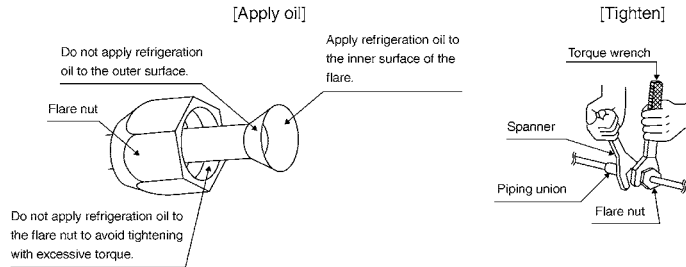 [Apply oil]
Do not apply refrigeration
oil to the outer surface.
Apply refrigeration oil to
the inner surface of the
flare.
Flare nut
Do not apply refrigeration oil to
the flare nut to avoid tightening
with excessive torque.
[Tighten]
Torque wrench
Spanner
Piping union
Flare nut